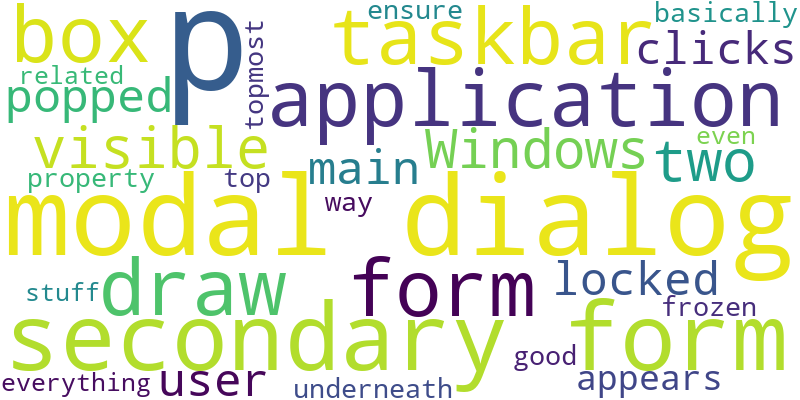 box
p
topmost
ensure
taskbar
basically
clicks
related
popped
application
visible
Windows
even
main
two
property
top
way
modal dialog
stuff
draw
form
locked
frozen
secondary form
good
everything
user
underneath
appears